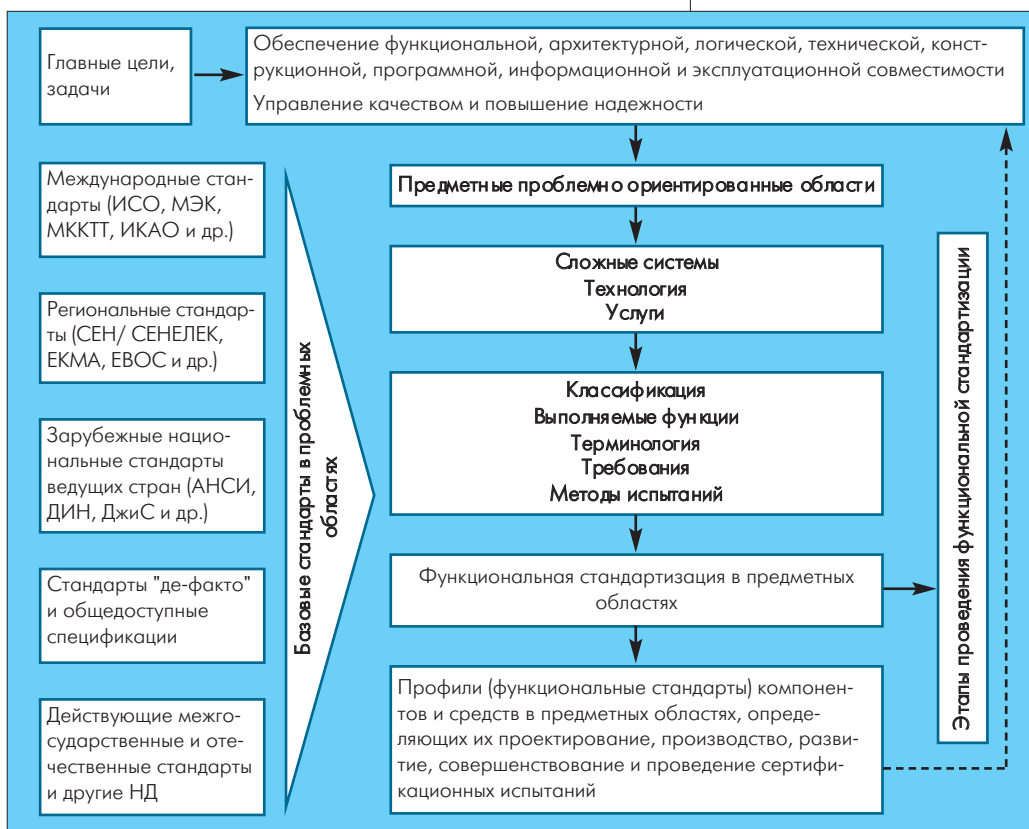 Главные цели,
задачи
Обеспечение функциональной, архитектурной, логической, технической, конст-
рукционной, программной, информационной и эксплуатационной совместимости
Управление качеством и повышение надежности
Международные стан-
дарты (ИСО, МЭК,
МККТТ, ИКАО и др.)
Региональные стандар-
ты (СЕН/ СЕНЕЛЕК,
ЕКМА, ЕВОС и др.)
Зарубежные нацио-
нальные стандарты
ведущих стран (АНСИ,
ДИН, ДжиС и др.)
Стандарты "де-факто"
и общедоступные
спецификации
Действующие межго-
сударственные и оте-
чественные стандарты
и другие НД
Базовые стандарты в проблемных
областях
Предметные проблемно ориентированные области
Сложные системы
Технология
Услуги
Классификация
Выполняемые функции
Терминология
Требования
Методы испытаний
Функциональная стандартизация в предметных
областях
Профили (функциональные стандарты) компонен-
тов и средств в предметных областях, опреде-
ляющих их проектирование, производство, разви-
тие, совершенствование и проведение сертифи-
кационных испытаний
Этапы проведения функциональной стандартизации